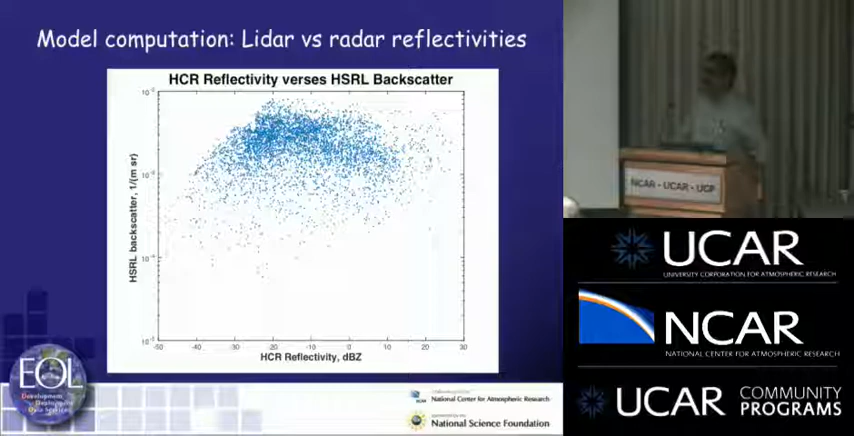 Model computation: Lidar vs radar reflectivities
HCR Reflectivity verses HSRL Backscatter
HSRL backscatter, 1/(m sr)
-50 -40 -30 -20 -10 0 10 20 30
HCR Reflectivity, dBZ
EOL
National Center for Atmospheric Research
National Science Foundation
NCAR - UCAR - UCP
UCAR
UNIVERSITY CORPORATION FOR ATMOSPHERIC RESEARCH
NCAR
NATIONAL CENTER FOR ATMOSPHERIC RESEARCH
UCAR COMMUNITY
PROGRAMS